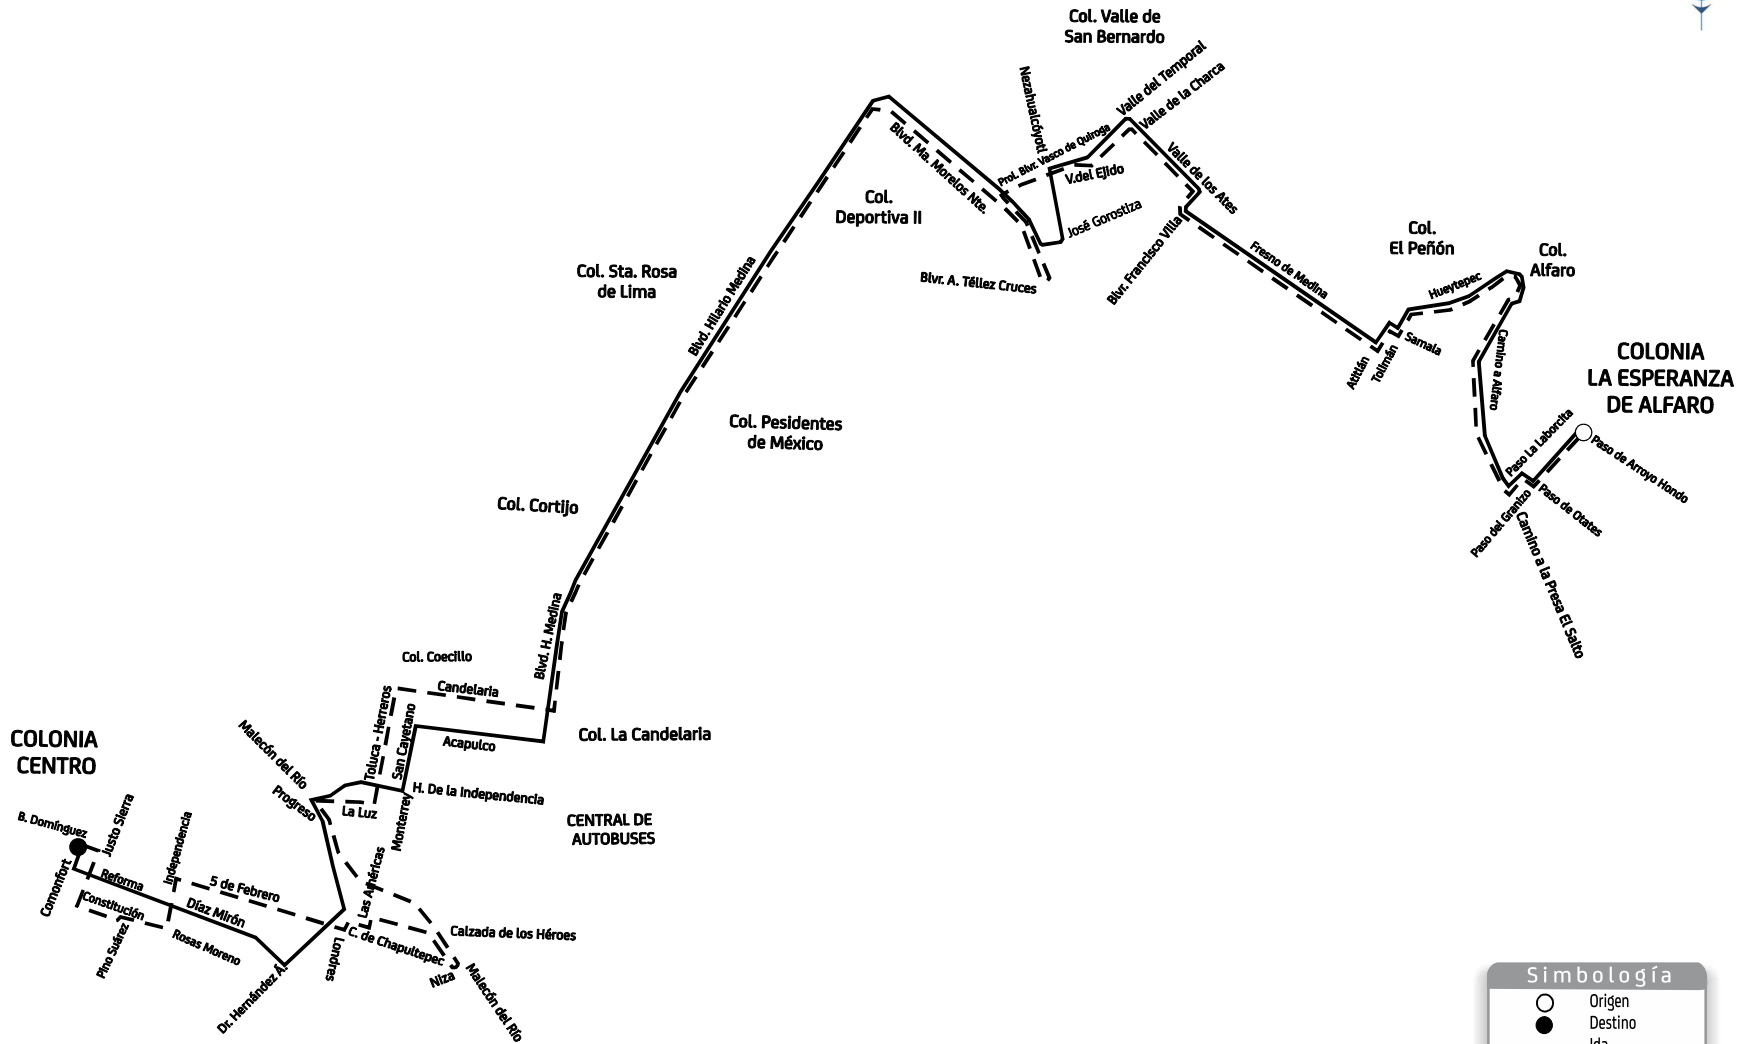 Col. Valle de
San Bernardo
Nezahualcóyotl
Valle del Temporal
Valle de la Charca
Blvd. Ma. Morelos Nte.
Prol. Blvr. Vasco de Quiroga
V.del Ejido
Valle de los Ates
Col.
Deportiva II
José Gorostiza
Blvr. Francisco Villa
Blvr. A. Téllez Cruces
Fresno de Medina
Col.
El Peñón
Col.
Alfaro
Hueytepec
Samala
Atitlán
Tolimán
Camino a Alfaro
COLONIA
LA ESPERANZA
DE ALFARO
Paso La Laborcita
Paso de Arroyo Hondo
Paso de Otates
Paso del Granizo
Camino a la Presa El Salto
Col. Sta. Rosa
de Lima
Blvd. Hilario Medina
Col. Pesidentes
de México
Col. Cortijo
Blvd. H. Medina
Col. Coecillo
Candelaria
Toluca - Herreros
San Cayetano
Acapulco
Col. La Candelaria
Malecón del Río
COLONIA
CENTRO
Progreso
La Luz
H. De la Independencia
Monterrey
CENTRAL DE
AUTOBUSES
B. Domínguez
Justo Sierra
Independencia
Comonfort
Reforma
5 de Febrero
Las Américas
Constitución
Díaz Mirón
Pino Suárez
Rosas Moreno
Londres
C. de Chapultepec
Calzada de los Héroes
Niza
Malecón del Río
Dr. Hernández Á.
Simbología
Origen
Destino
Ida